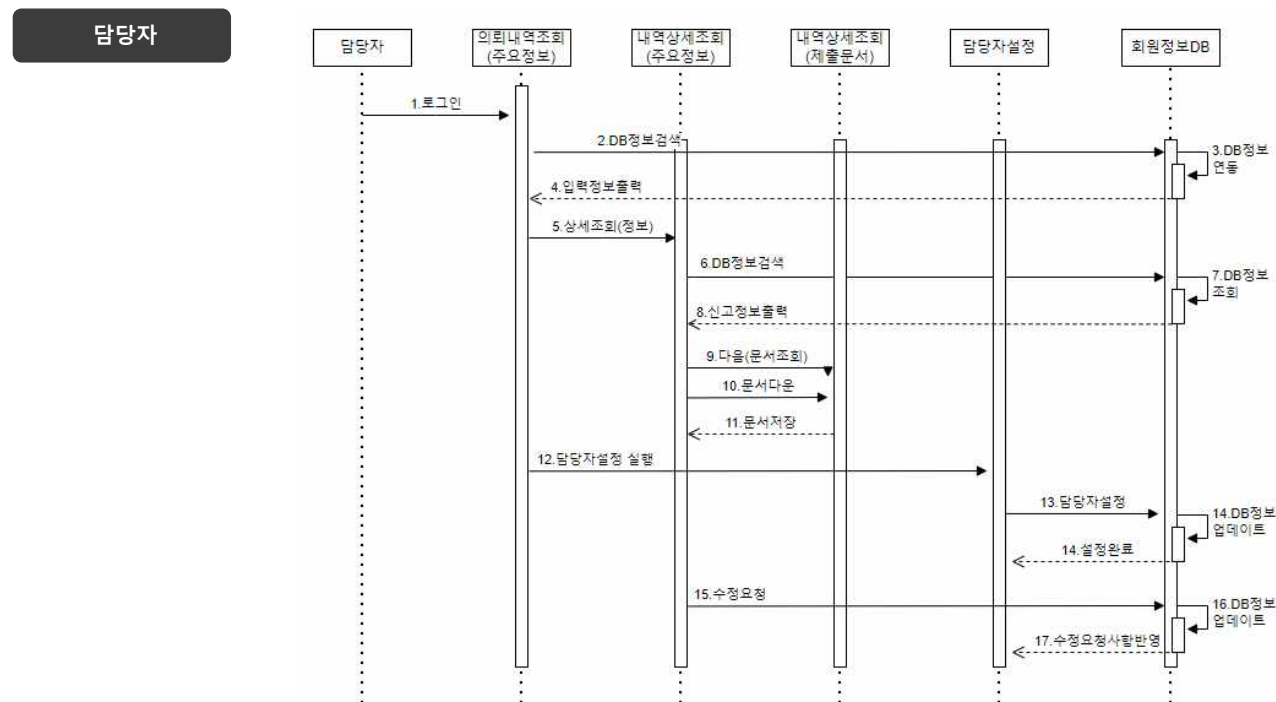 담당자
담당자
의뢰내역조회
(주요정보)
내역상세조회
(주요정보)
내역상세조회
(제출문서)
담당자설정
회원정보DB
1.로그인
2.DB정보검색
3.DB정보
연동
4.입력정보출력
5.상세조회(정보)
6.DB정보검색
7.DB정보
조회
8.신고정보출력
9.다음(문서조회)
10.문서다운
11.문서저장
12.담당자설정 실행
13.담당자설정
14.DB정보
업데이트
14.설정완료
15.수정요청
16.DB정보
업데이트
17.수정요청사항반영